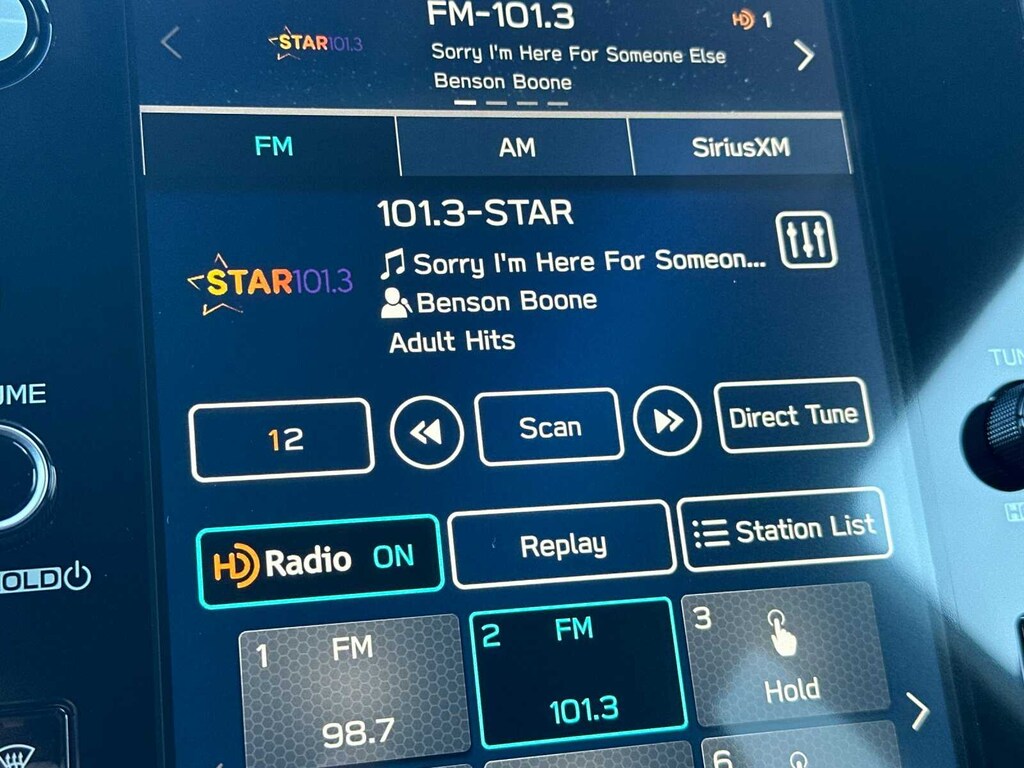 FM-101.3
HD 1
STAR101.3
Sorry I'm Here For Someone Else
Benson Boone
FM
AM
SiriusXM
101.3-STAR
STAR101.3
Sorry I'm Here For Someon...
Benson Boone
Adult Hits
UME
TUN
12
Scan
Direct Tune
HD Radio ON
Replay
Station List
OLD
1 FM
98.7
2 FM
101.3
3
Hold
6